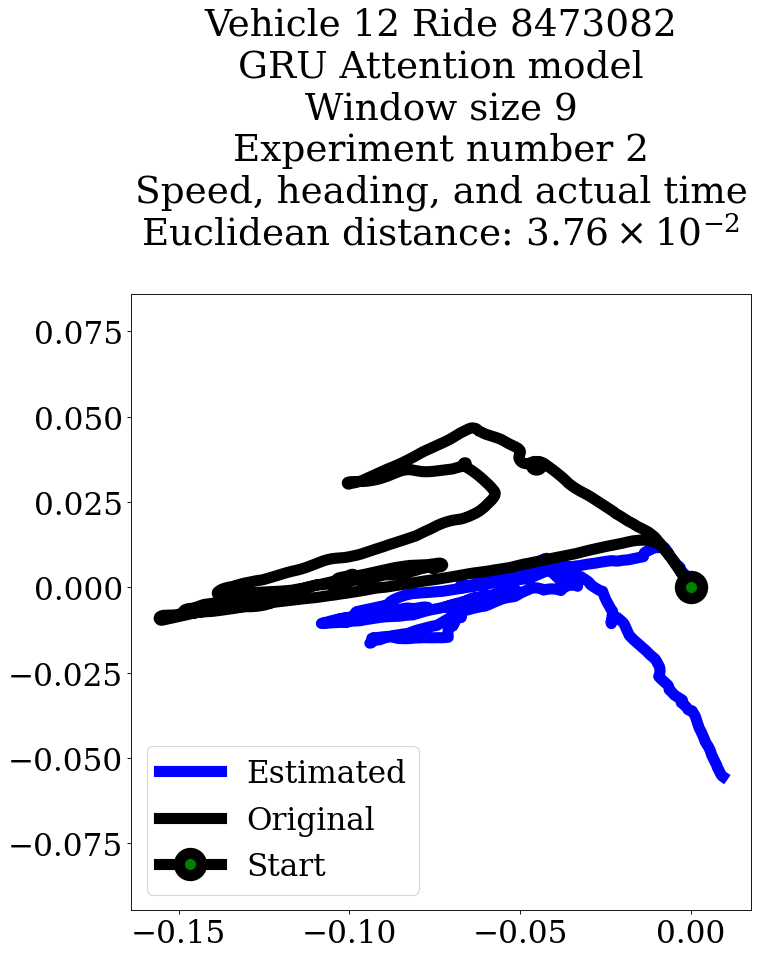 Vehicle 12 Ride 8473082
GRU Attention model
Window size 9
Experiment number 2
Speed, heading, and actual time
Euclidean distance: 3.76 × 10⁻²
0.075
0.050
0.025
0.000
−0.025
−0.050
−0.075
Estimated
Original
Start
−0.15
−0.10
−0.05
0.00